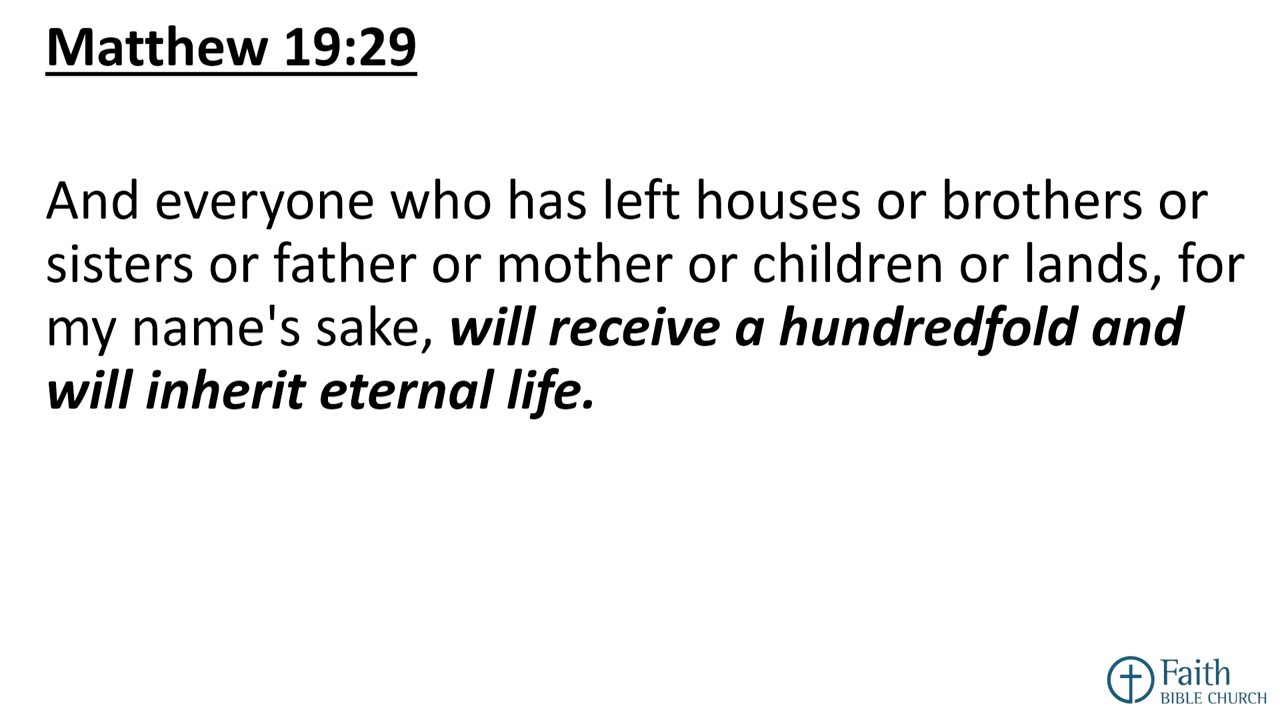 Matthew 19:29
And everyone who has left houses or brothers or
sisters or father or mother or children or lands, for
my name's sake, will receive a hundredfold and
will inherit eternal life.
Faith
BIBLE CHURCH